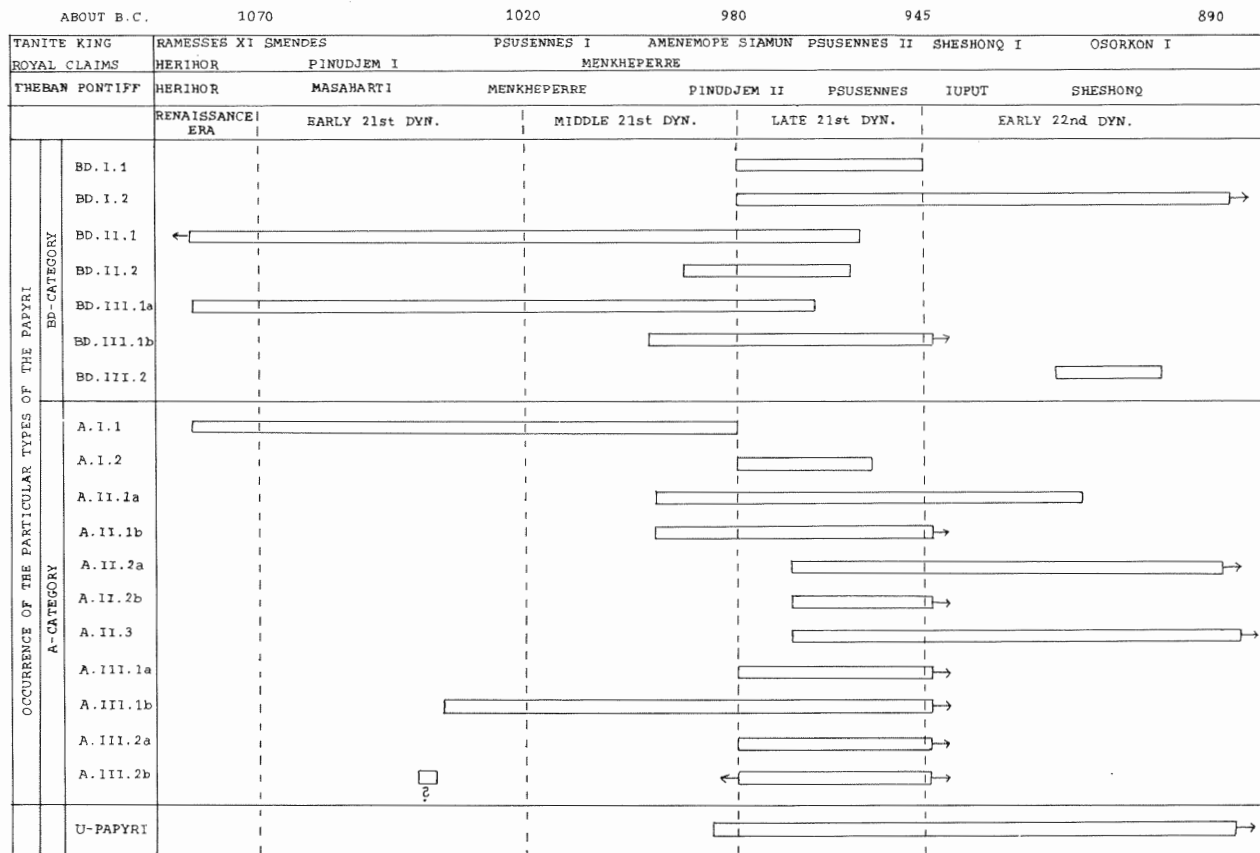 ABOUT B.C. 1070 1020 980 945 890
TANITE KING RAMESSES XI SMENDES PSUSENNES I AMENEMOPE SIAMUN PSUSENNES II SHESHONQ I OSORKON I
ROYAL CLAIMS HERIHOR PINUDJEM I MENKHEPERRE
THEBAN PONTIFF HERIHOR MASAHARTI MENKHEPERRE PINUDJEM II PSUSENNES IUPUT SHESHONQ
RENAISSANCE ERA EARLY 21st DYN. MIDDLE 21st DYN. LATE 21st DYN. EARLY 22nd DYN.
OCCURRENCE OF THE PARTICULAR TYPES OF THE PAPYRI
BD-CATEGORY
BD.I.1
BD.I.2
BD.II.1
BD.II.2
BD.III.1a
BD.III.1b
BD.III.2
A-CATEGORY
A.I.1
A.I.2
A.II.1a
A.II.1b
A.II.2a
A.II.2b
A.II.3
A.III.1a
A.III.1b
A.III.2a
A.III.2b
?
U-PAPYRI